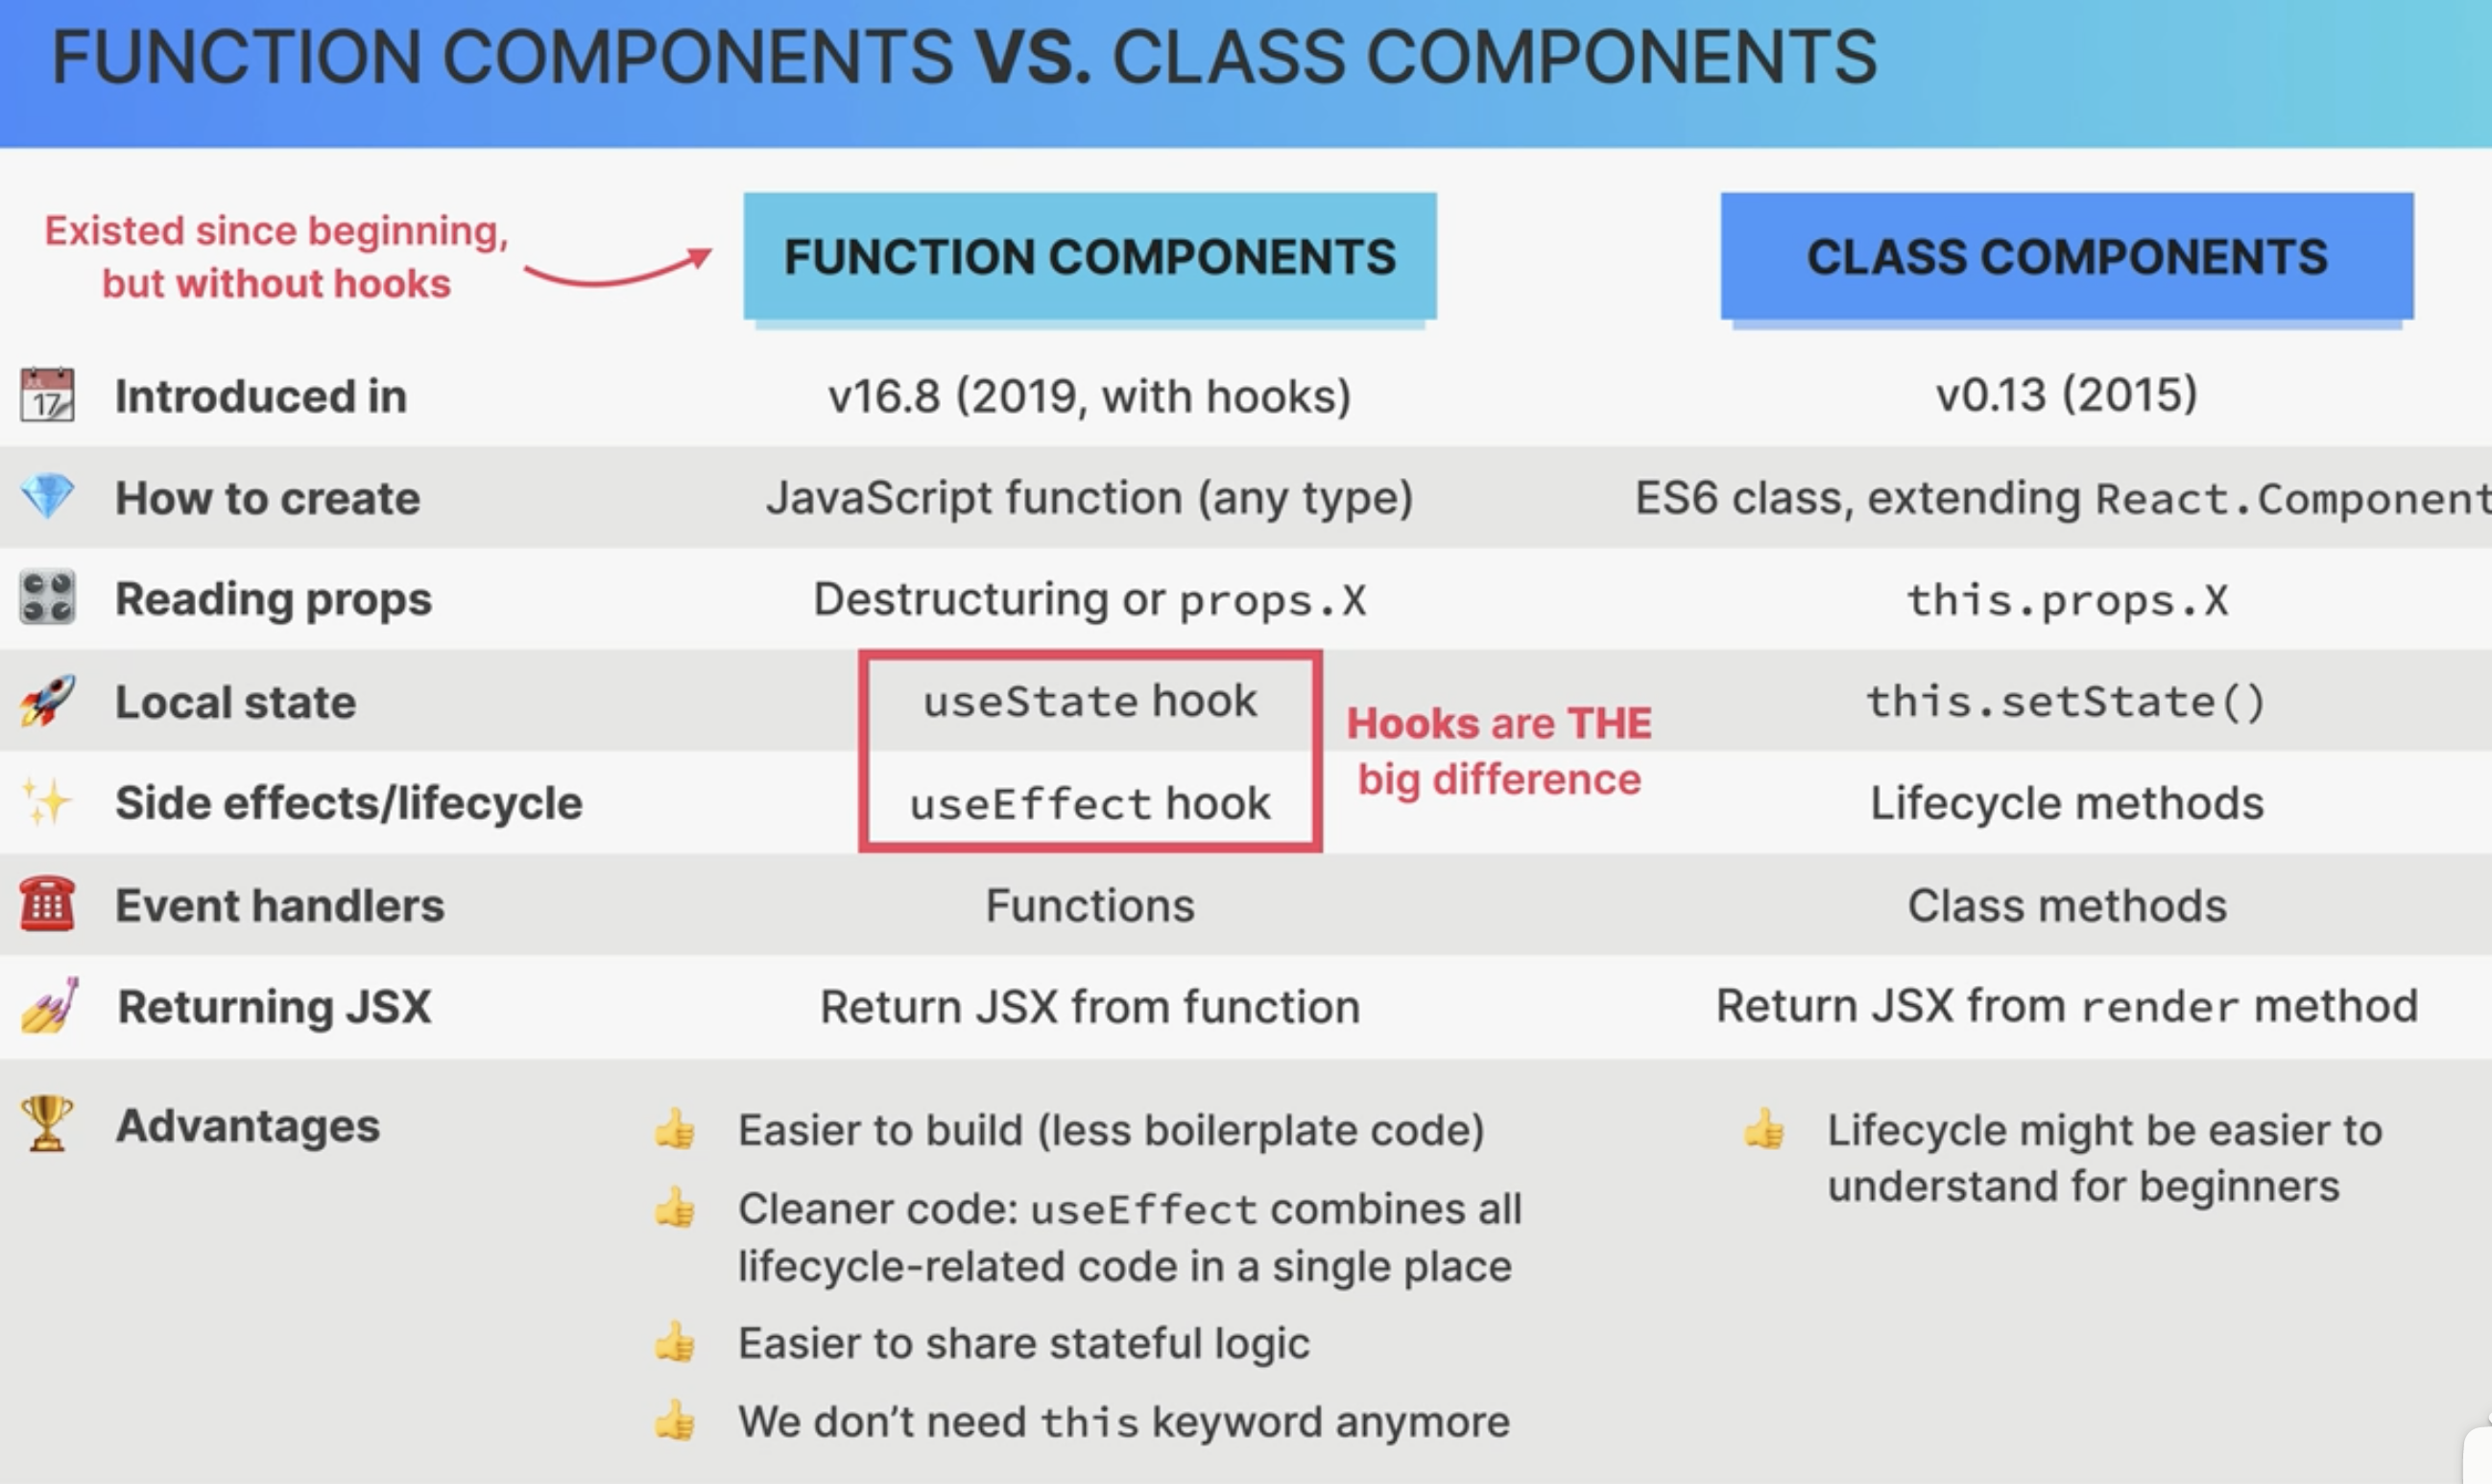 FUNCTION COMPONENTS VS. CLASS COMPONENTS
Existed since beginning,
but without hooks
FUNCTION COMPONENTS
CLASS COMPONENTS
JUL
17
Introduced in
v16.8 (2019, with hooks)
v0.13 (2015)
How to create
JavaScript function (any type)
ES6 class, extending React.Component
Reading props
Destructuring or props.X
this.props.X
Local state
useState hook
this.setState()
Hooks are THE
big difference
Side effects/lifecycle
useEffect hook
Lifecycle methods
Event handlers
Functions
Class methods
Returning JSX
Return JSX from function
Return JSX from render method
Advantages
Easier to build (less boilerplate code)
Cleaner code: useEffect combines all
lifecycle-related code in a single place
Easier to share stateful logic
We don’t need this keyword anymore
Lifecycle might be easier to
understand for beginners